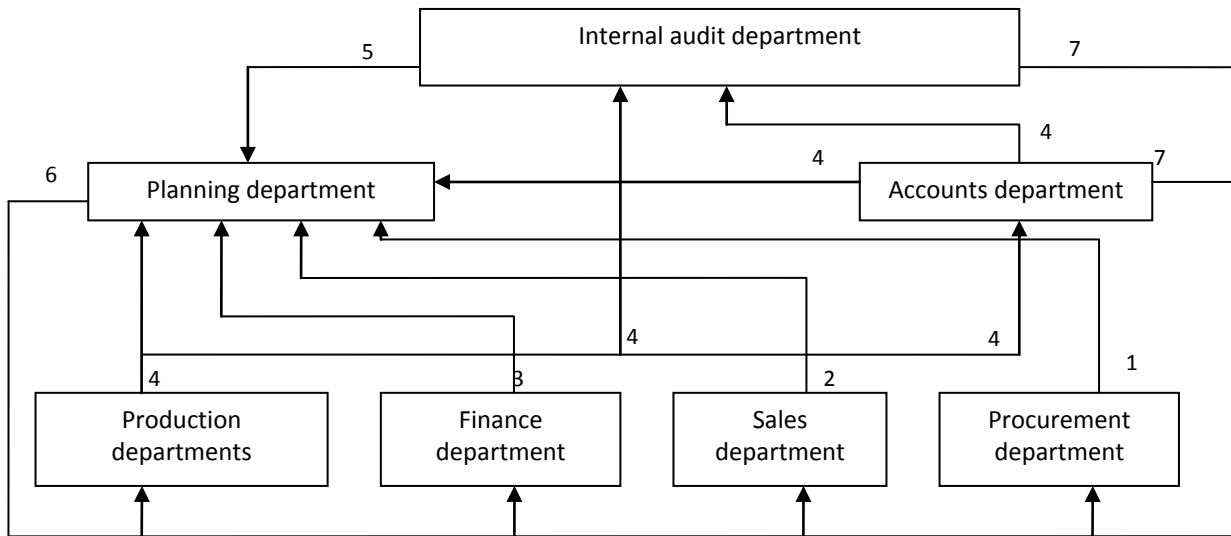 Internal audit department
5
7
4
4
7
6
Planning department
Accounts department
4
4
1
4
3
2
Production
departments
Finance
department
Sales
department
Procurement
department